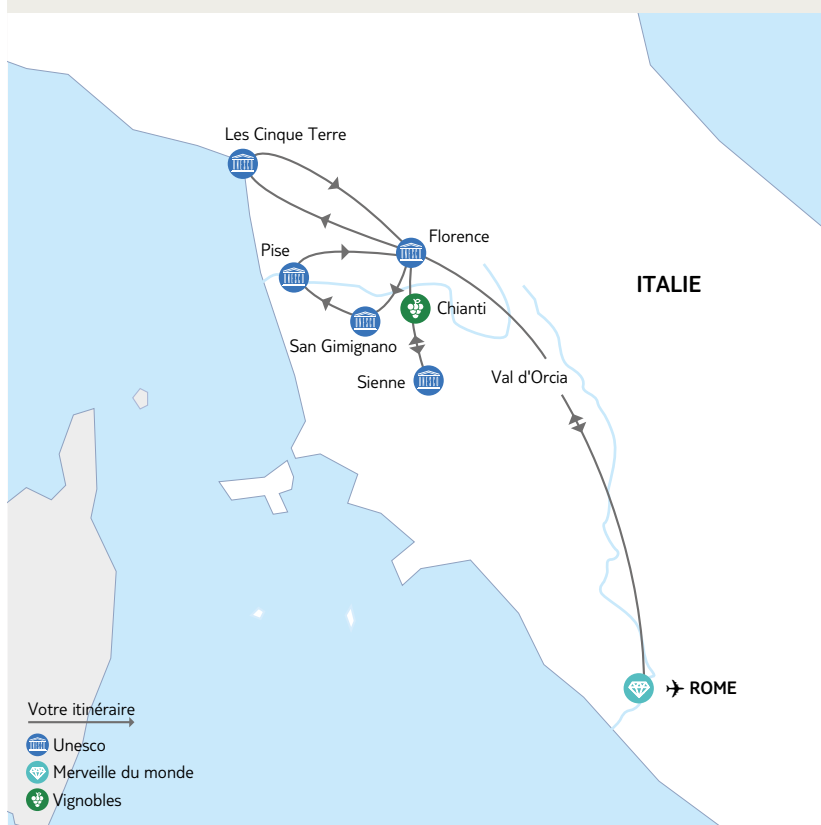 Les Cinque Terre
Florence
Pise
ITALIE
Chianti
San Gimignano
Sienne
Val d'Orcia
ROME
Votre itinéraire
Unesco
Merveille du monde
Vignobles